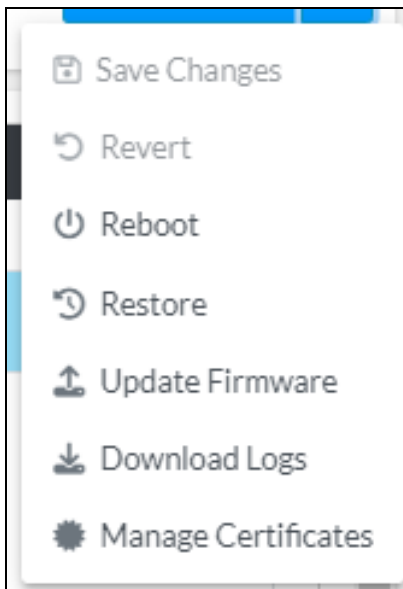 Save Changes
Revert
Reboot
Restore
Update Firmware
Download Logs
Manage Certificates